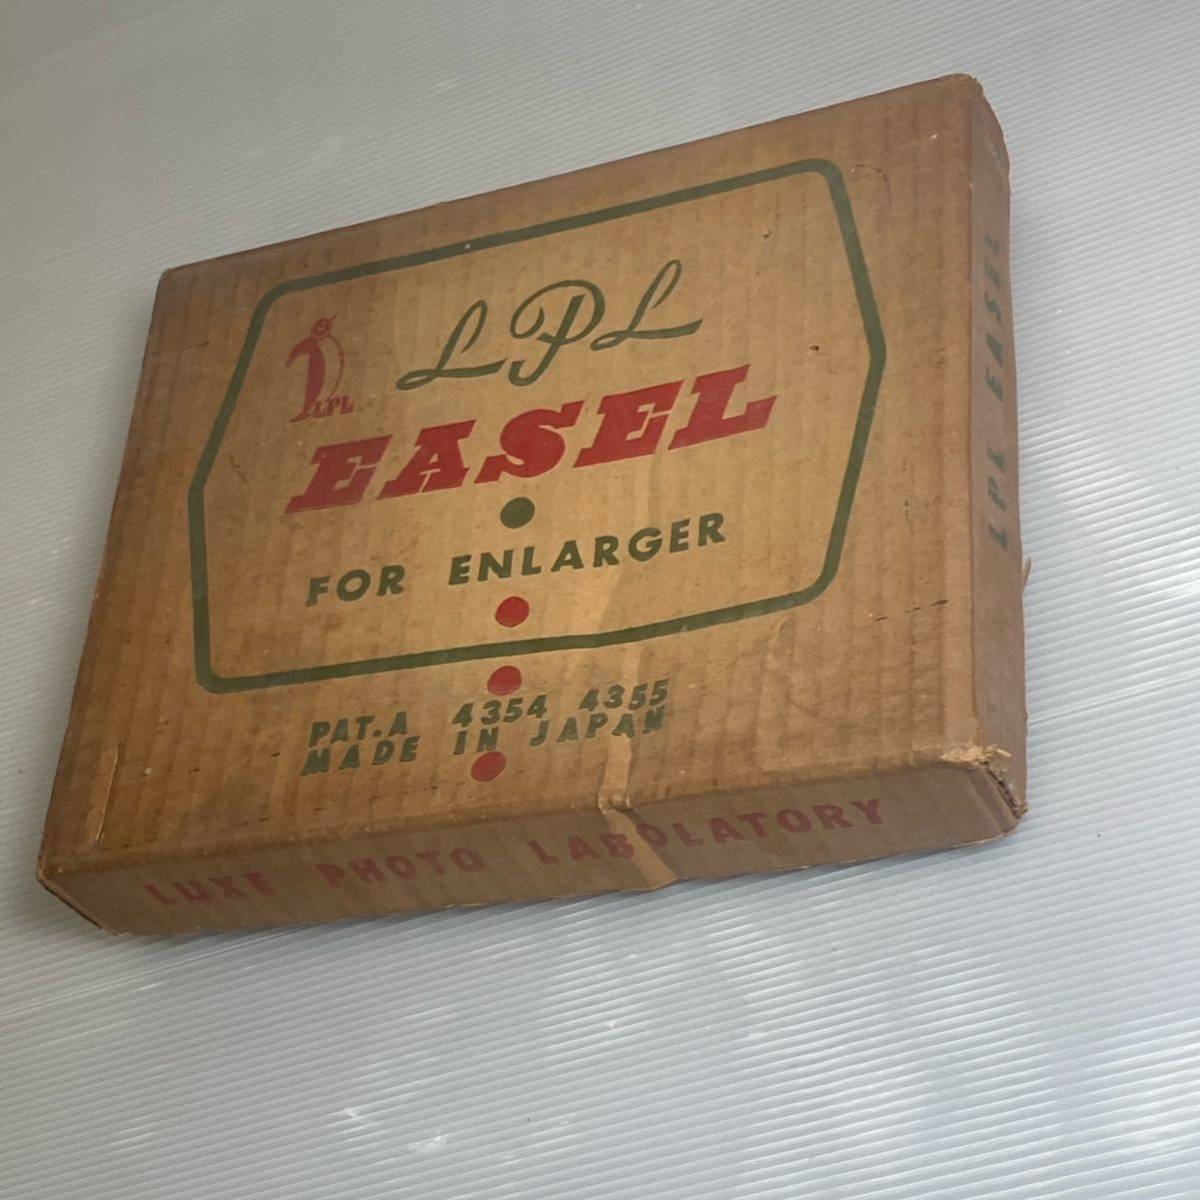 LPL
LPL
EASEL
FOR ENLARGER
PAT.A 4354 4355
MADE IN JAPAN
LUXE PHOTO LABOLATORY
LPL EASEL